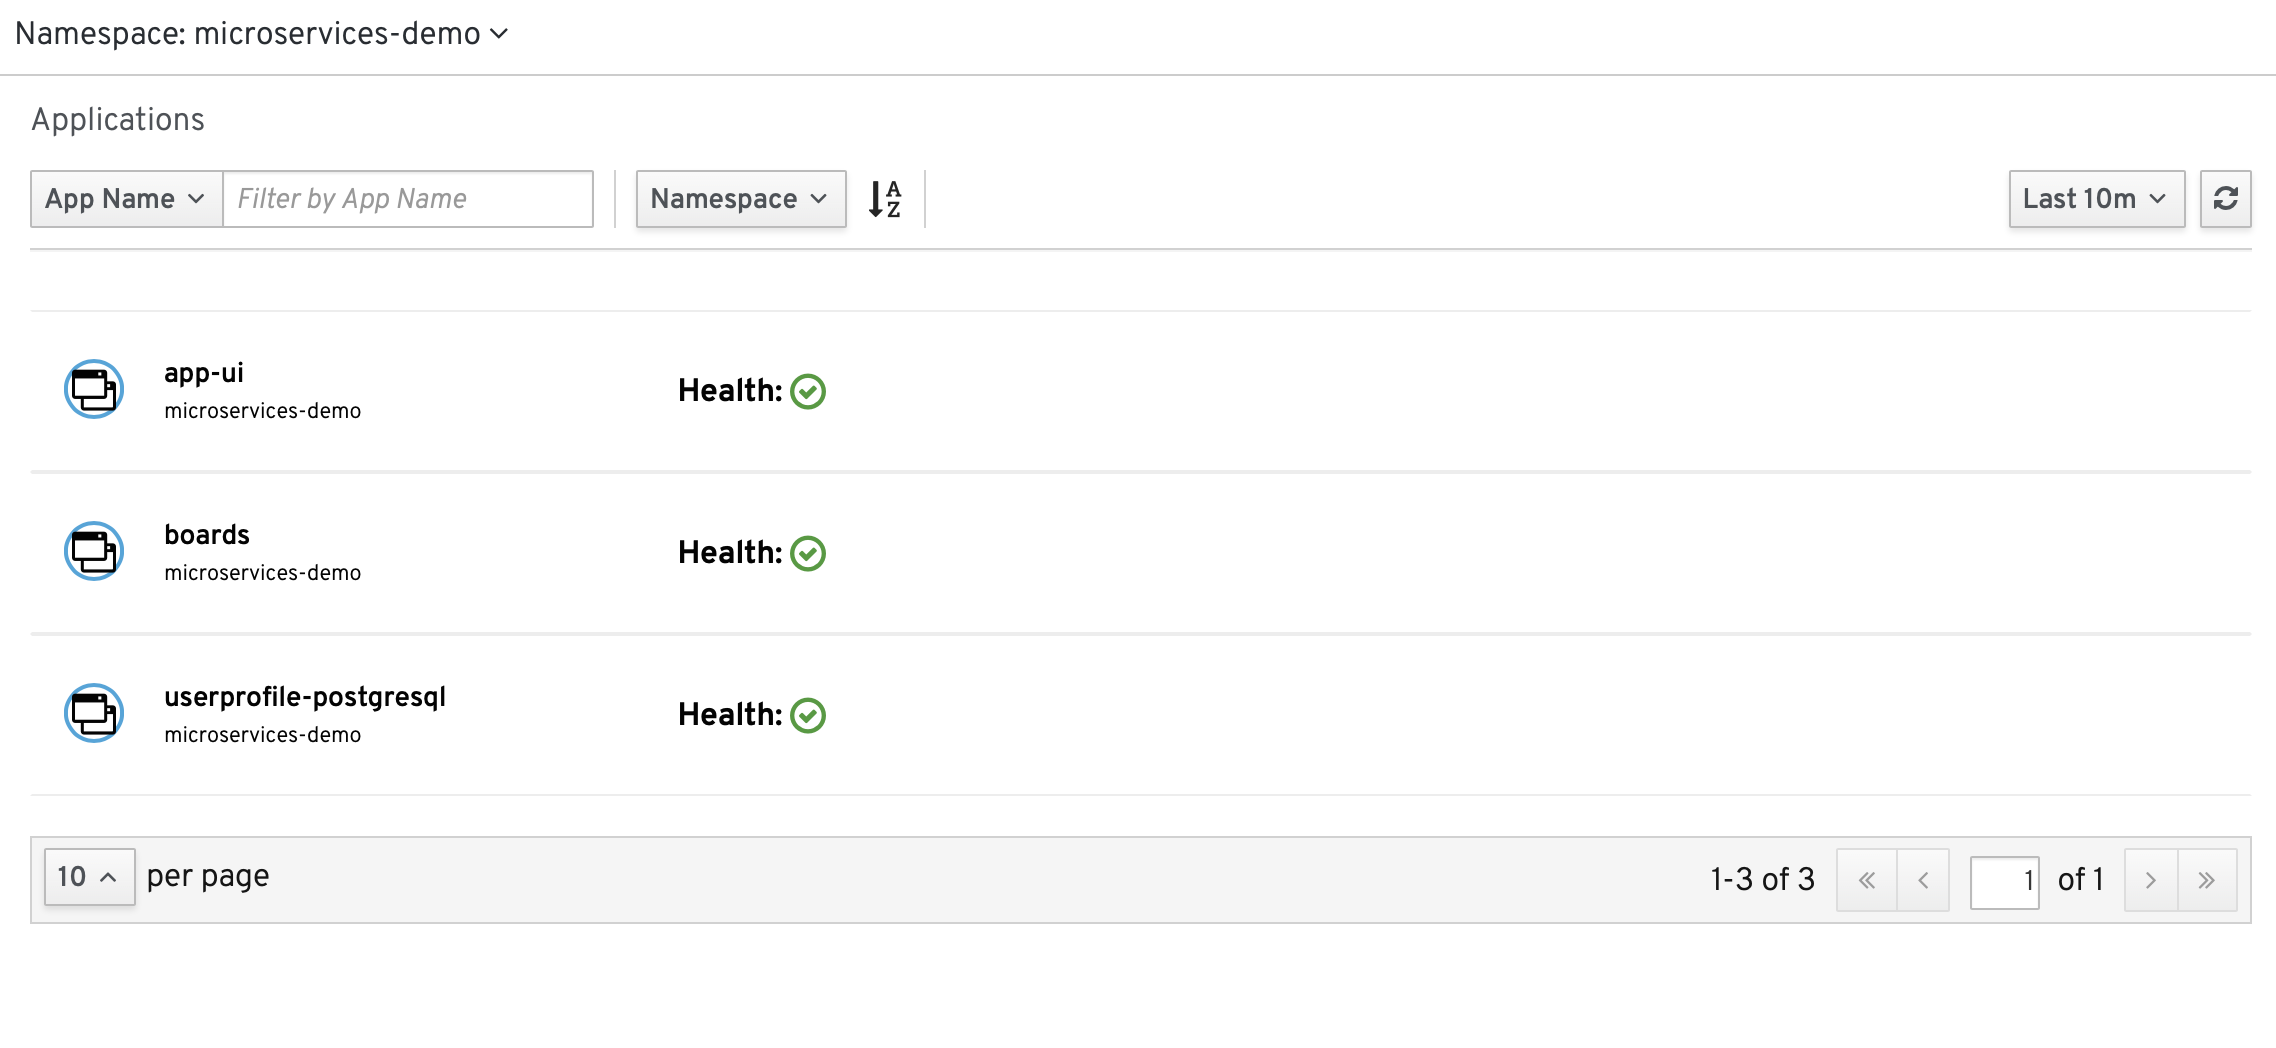 Namespace: microservices-demo
Applications
App Name Filter by App Name Namespace A Z Last 10m
app-ui
microservices-demo
Health:
boards
microservices-demo
Health:
userprofile-postgresql
microservices-demo
Health:
10 per page 1-3 of 3 1 of 1